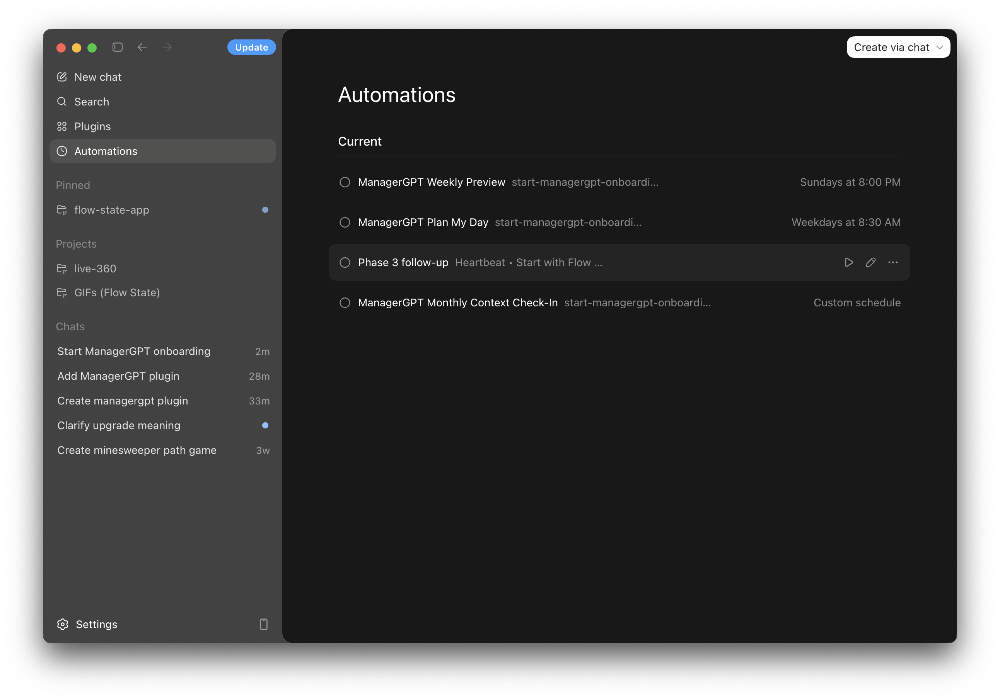 Update
New chat
Search
Plugins
Automations
Pinned
flow-state-app
Projects
live-360
GIFs (Flow State)
Chats
Start ManagerGPT onboarding 2m
Add ManagerGPT plugin 28m
Create managergpt plugin 33m
Clarify upgrade meaning
Create minesweeper path game 3w
Settings
Create via chat
Automations
Current
ManagerGPT Weekly Preview start-managergpt-onboardi... Sundays at 8:00 PM
ManagerGPT Plan My Day start-managergpt-onboardi... Weekdays at 8:30 AM
Phase 3 follow-up Heartbeat • Start with Flow ...
ManagerGPT Monthly Context Check-In start-managergpt-onboardi... Custom schedule